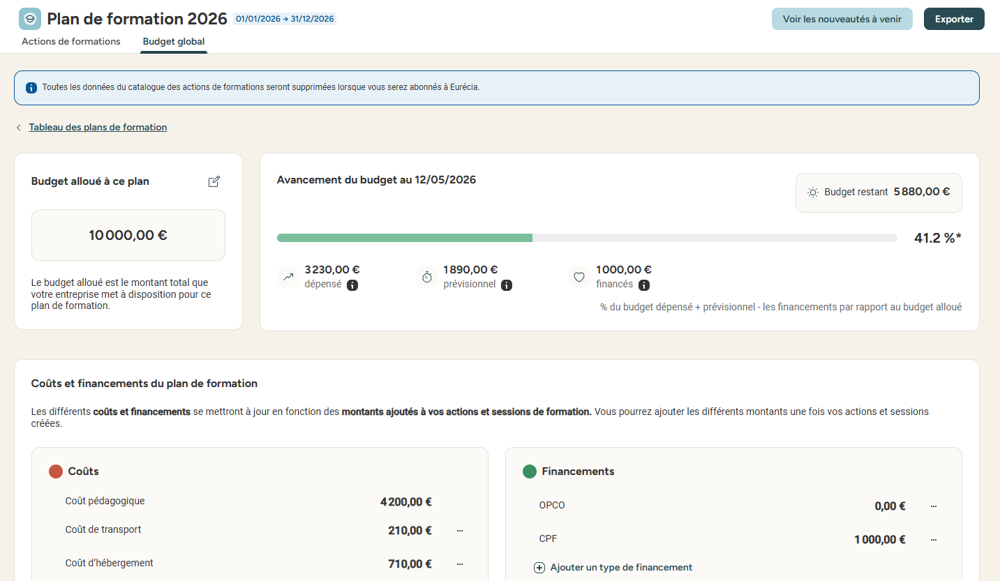 Plan de formation 2026 01/01/2026 → 31/12/2026
Voir les nouveautés à venir
Exporter
Actions de formations
Budget global
Toutes les données du catalogue des actions de formations seront supprimées lorsque vous serez abonnés à Eurécia.
Tableau des plans de formation
Budget alloué à ce plan
10 000,00 €
Le budget alloué est le montant total que
votre entreprise met à disposition pour ce
plan de formation.
Avancement du budget au 12/05/2026
Budget restant 5 880,00 €
41.2 %*
3 230,00 €
dépensé
1 890,00 €
prévisionnel
1 000,00 €
financés
% du budget dépensé + prévisionnel - les financements par rapport au budget alloué
Coûts et financements du plan de formation
Les différents coûts et financements se mettront à jour en fonction des montants ajoutés à vos actions et sessions de formation. Vous pourrez ajouter les différents montants une fois vos actions et sessions
créées.
Coûts
Coût pédagogique 4 200,00 €
Coût de transport 210,00 €
Coût d'hébergement 710,00 €
Financements
OPCO 0,00 €
CPF 1 000,00 €
Ajouter un type de financement